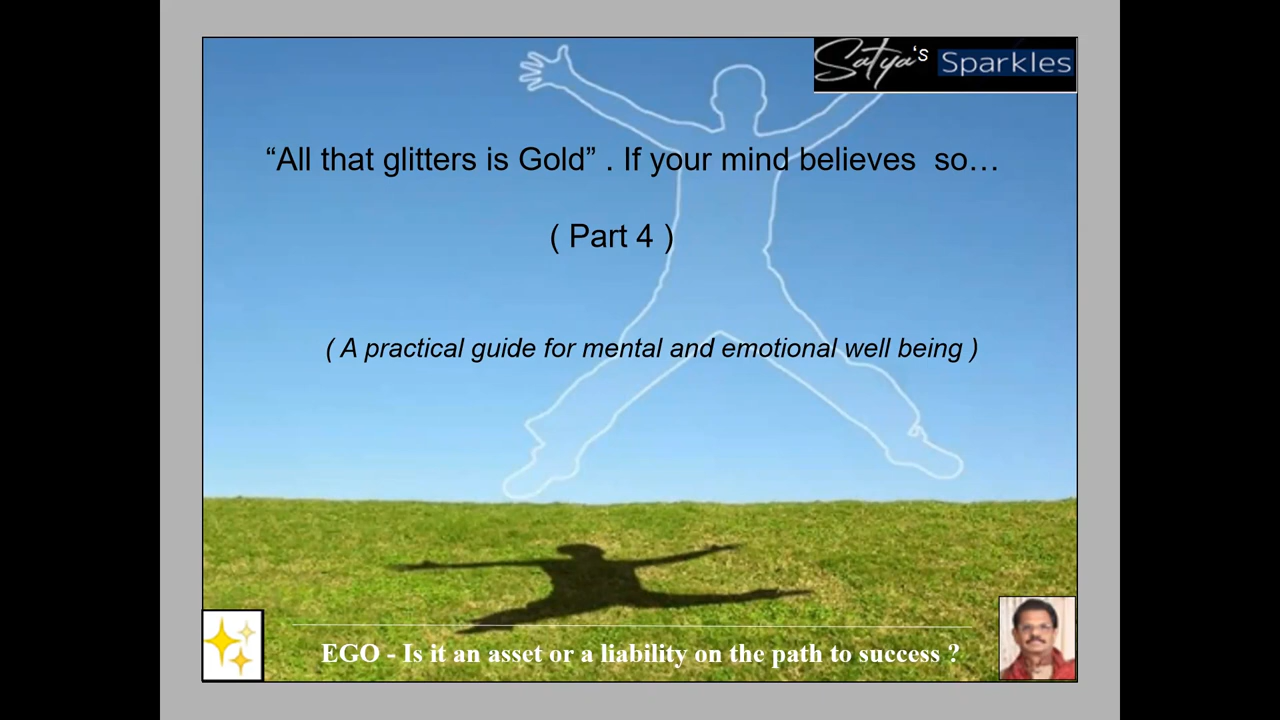 Satya's Sparkles
“All that glitters is Gold” . If your mind believes so…
( Part 4 )
( A practical guide for mental and emotional well being )
EGO - Is it an asset or a liability on the path to success ?